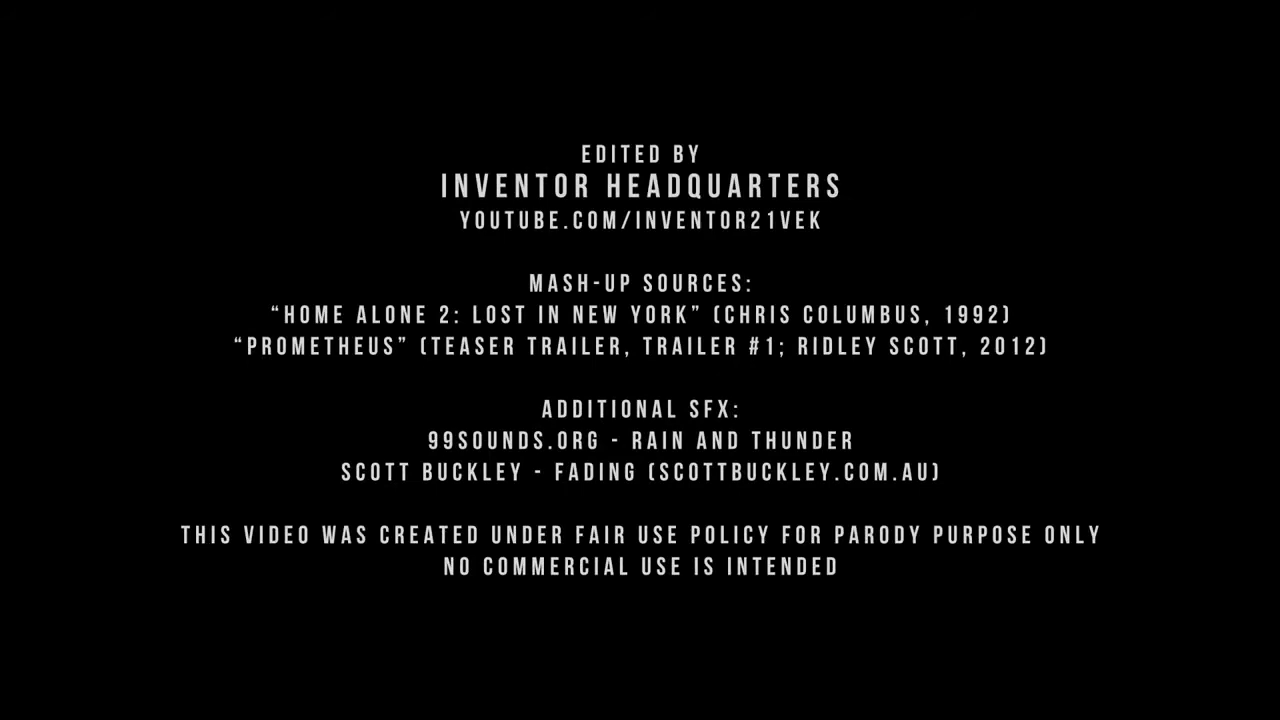 EDITED BY
INVENTOR HEADQUARTERS
YOUTUBE.COM/INVENTOR21VEK
MASH-UP SOURCES:
“HOME ALONE 2: LOST IN NEW YORK” (CHRIS COLUMBUS, 1992)
“PROMETHEUS” (TEASER TRAILER, TRAILER #1; RIDLEY SCOTT, 2012)
ADDITIONAL SFX:
99SOUNDS.ORG - RAIN AND THUNDER
SCOTT BUCKLEY - FADING (SCOTTBUCKLEY.COM.AU)
THIS VIDEO WAS CREATED UNDER FAIR USE POLICY FOR PARODY PURPOSE ONLY
NO COMMERCIAL USE IS INTENDED